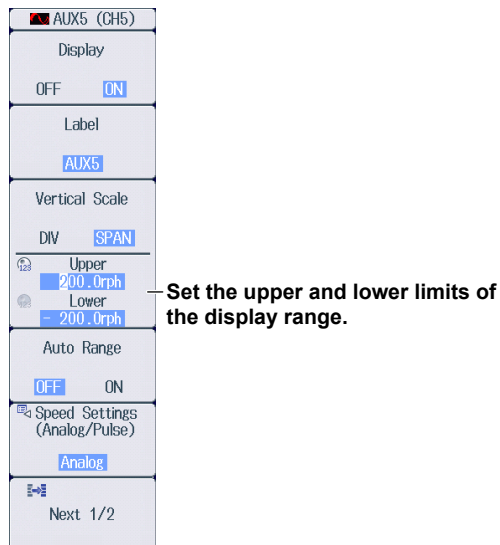 AUX5 (CH5)
Display
OFF ON
Label
AUX5
Vertical Scale
DIV SPAN
Upper
200.0rph
Lower
- 200.0rph
Set the upper and lower limits of
the display range.
Auto Range
OFF ON
Speed Settings
(Analog/Pulse)
Analog
Next 1/2